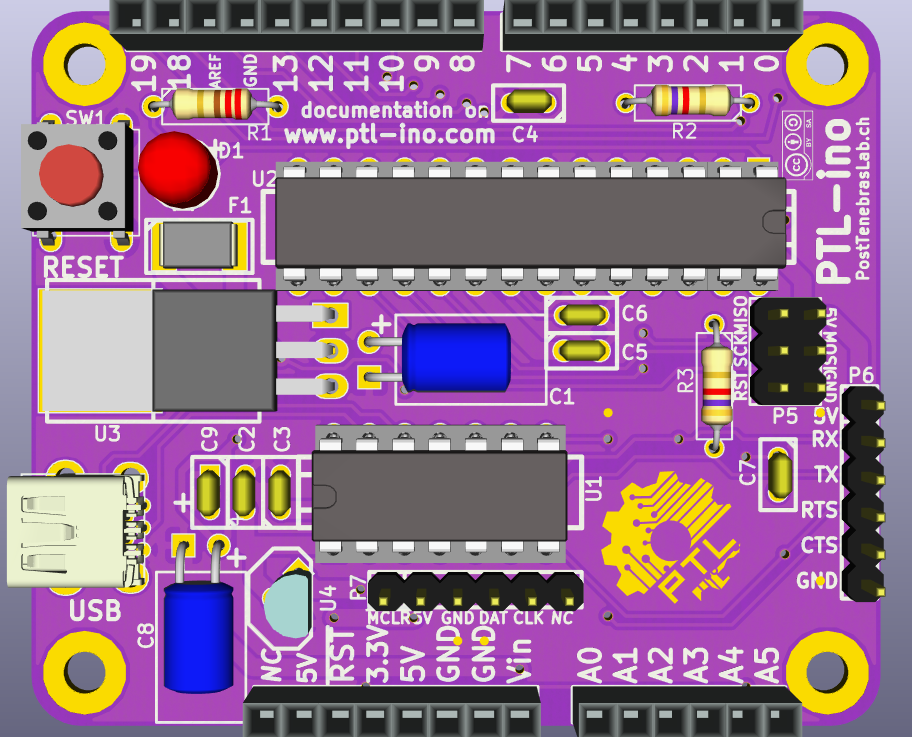 19 18 AREF GND 13 12 11 10 9 8 7 6 5 4 3 2 1 0
documentation on
www.ptl-ino.com
SW1
R1
C4
R2
D1
U2
F1
RESET
CC
BY SA
PTL-ino
PostTenebrasLab.ch
+
C6
C5
C1
U3
R3
RST SCK MISO
5V MOSI GND
P5
P6
5V
RX
TX
RTS
CTS
GND
C9 C2 C3
+
U1
C7
PTL
USB
C8
+
U4
P7
MCLR 5V GND DAT CLK NC
NC 5V RST 3.3V 5V GND GND Vin
A0 A1 A2 A3 A4 A5